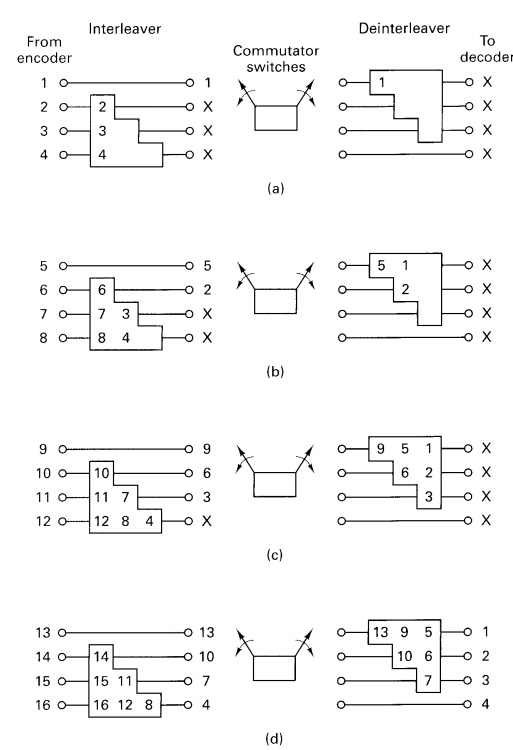 Interleaver Deinterleaver
From Commutator To
encoder switches decoder
1 1 1 X
2 2 X X
3 3 X X
4 4 X X
(a)
5 5 5 1 X
6 6 2 2 X
7 7 3 X X
8 8 4 X X
(b)
9 9 9 5 1 X
10 10 6 6 2 X
11 11 7 3 3 X
12 12 8 4 X X
(c)
13 13 13 9 5 1
14 14 10 10 6 2
15 15 11 7 7 3
16 16 12 8 4 4
(d)